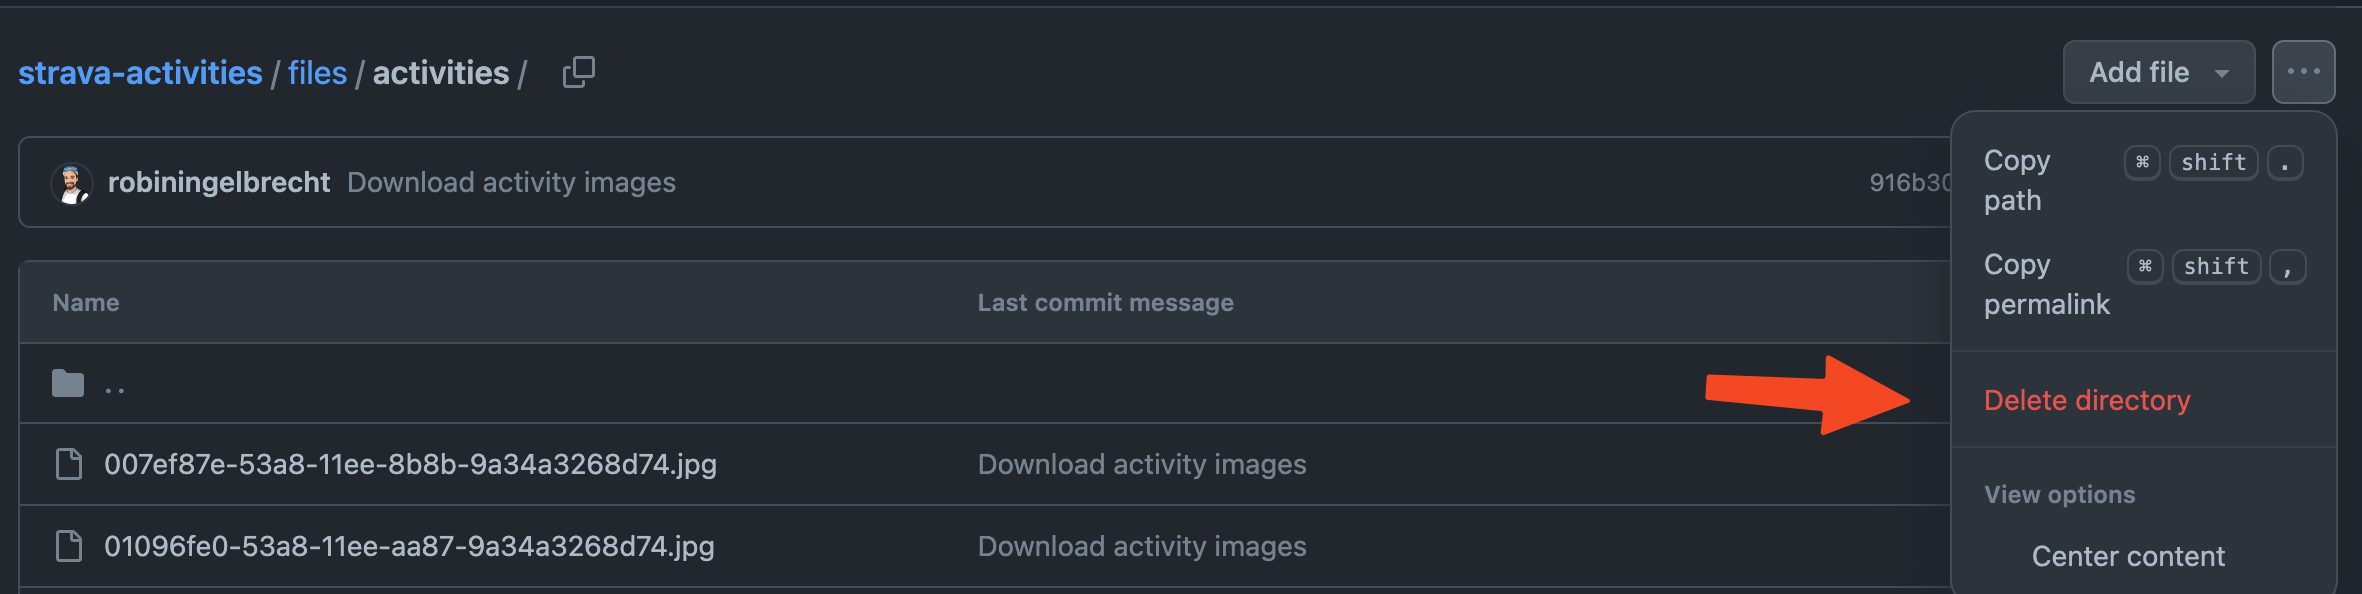 strava-activities / files / activities /
Add file
robiningelbrecht Download activity images
916b30
Copy path ⌘ shift .
Copy permalink ⌘ shift ,
Delete directory
View options
Center content
Name Last commit message
..
007ef87e-53a8-11ee-8b8b-9a34a3268d74.jpg Download activity images
01096fe0-53a8-11ee-aa87-9a34a3268d74.jpg Download activity images